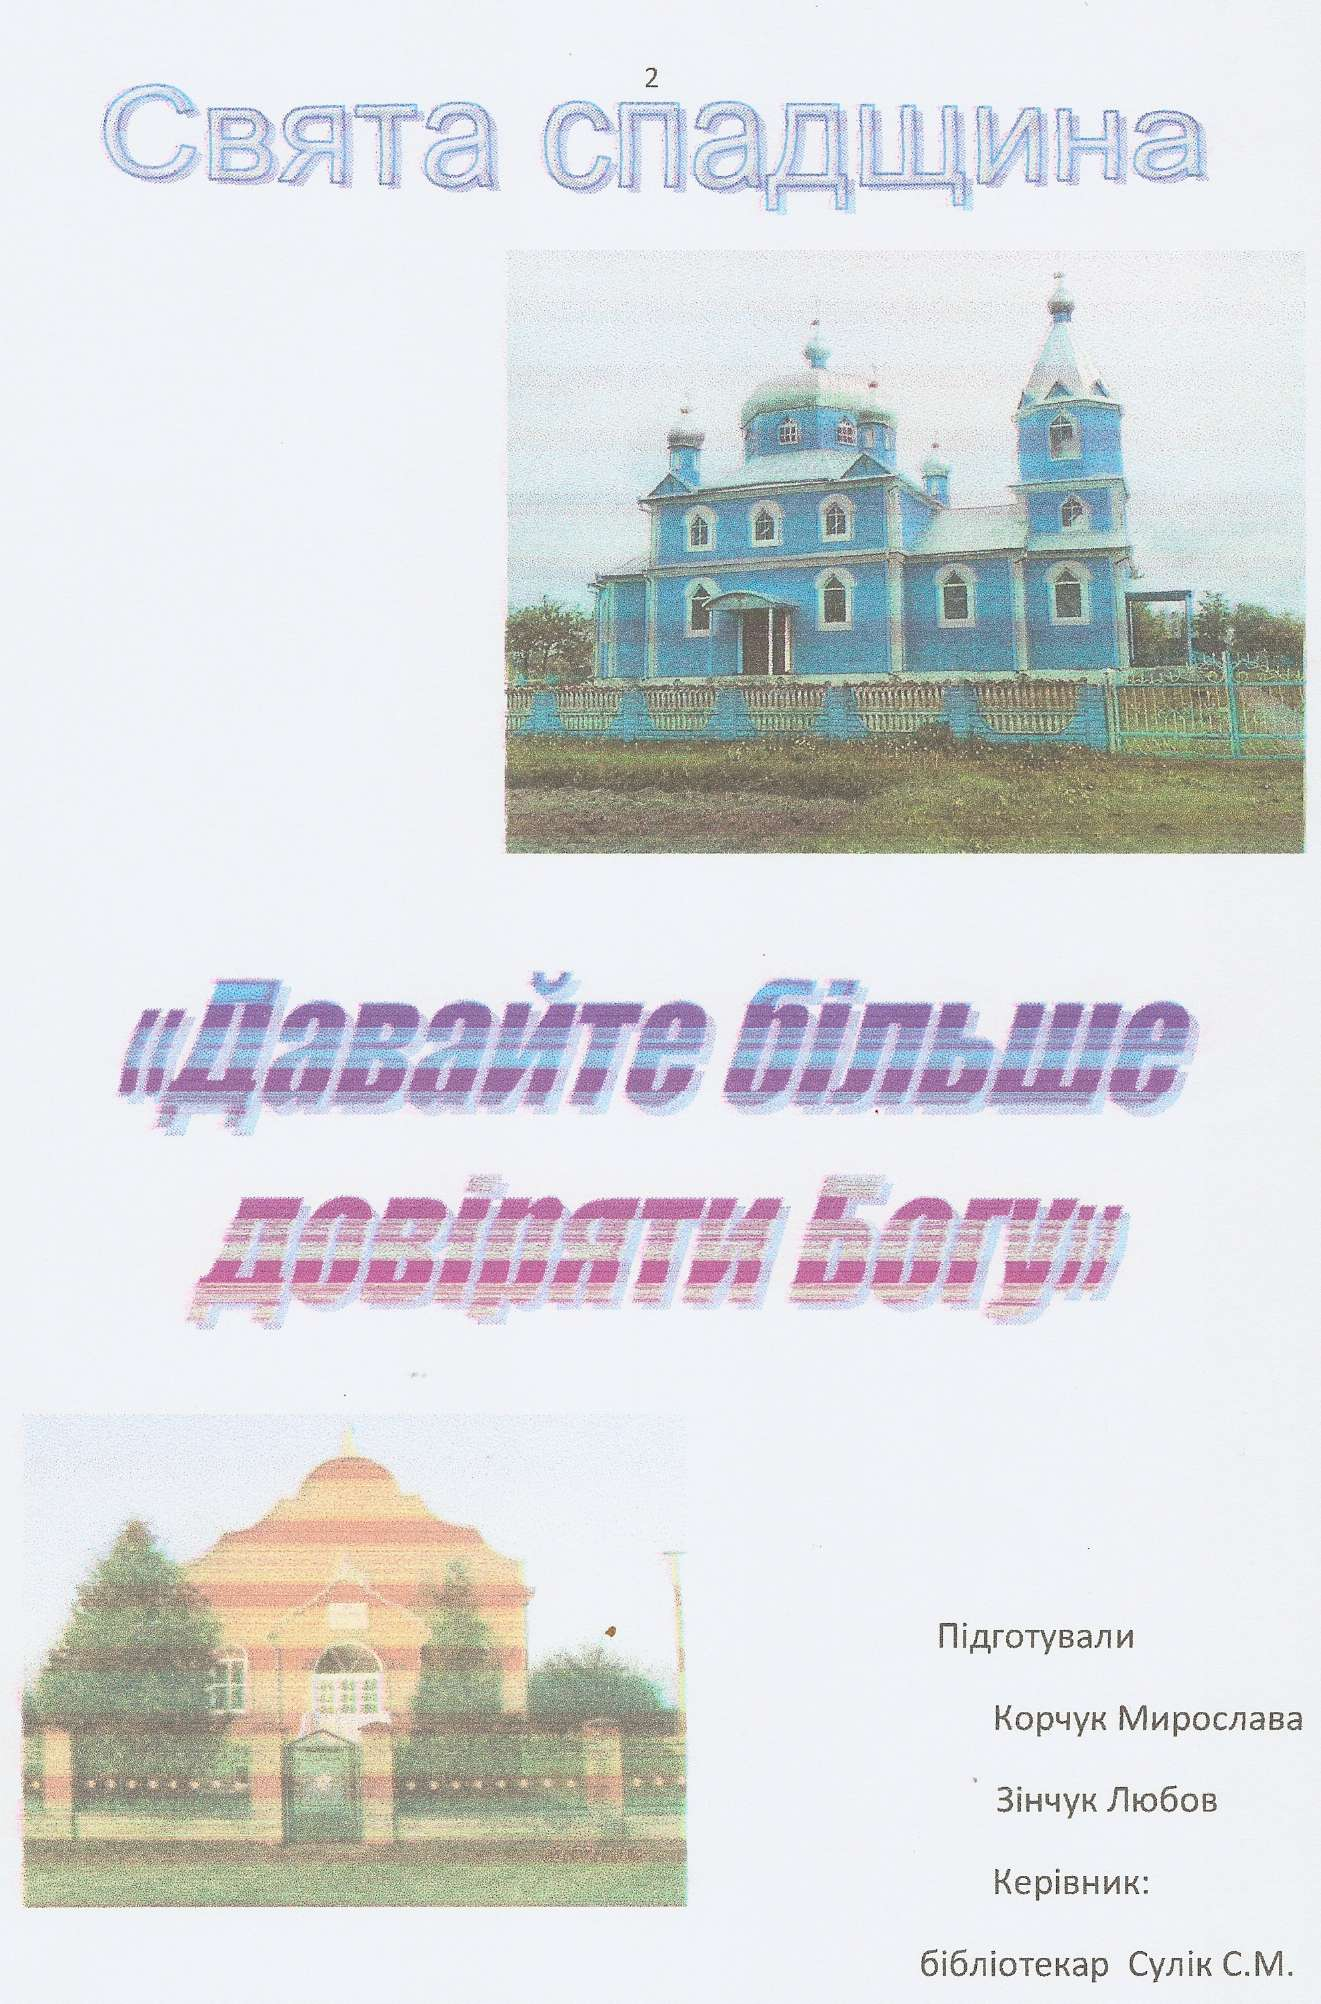 2
Свята спадщина
«Давайте більше
довіряти Богу»
Підготували
Корчук Мирослава
Зінчук Любов
Керівник:
бібліотекар Сулік С.М.